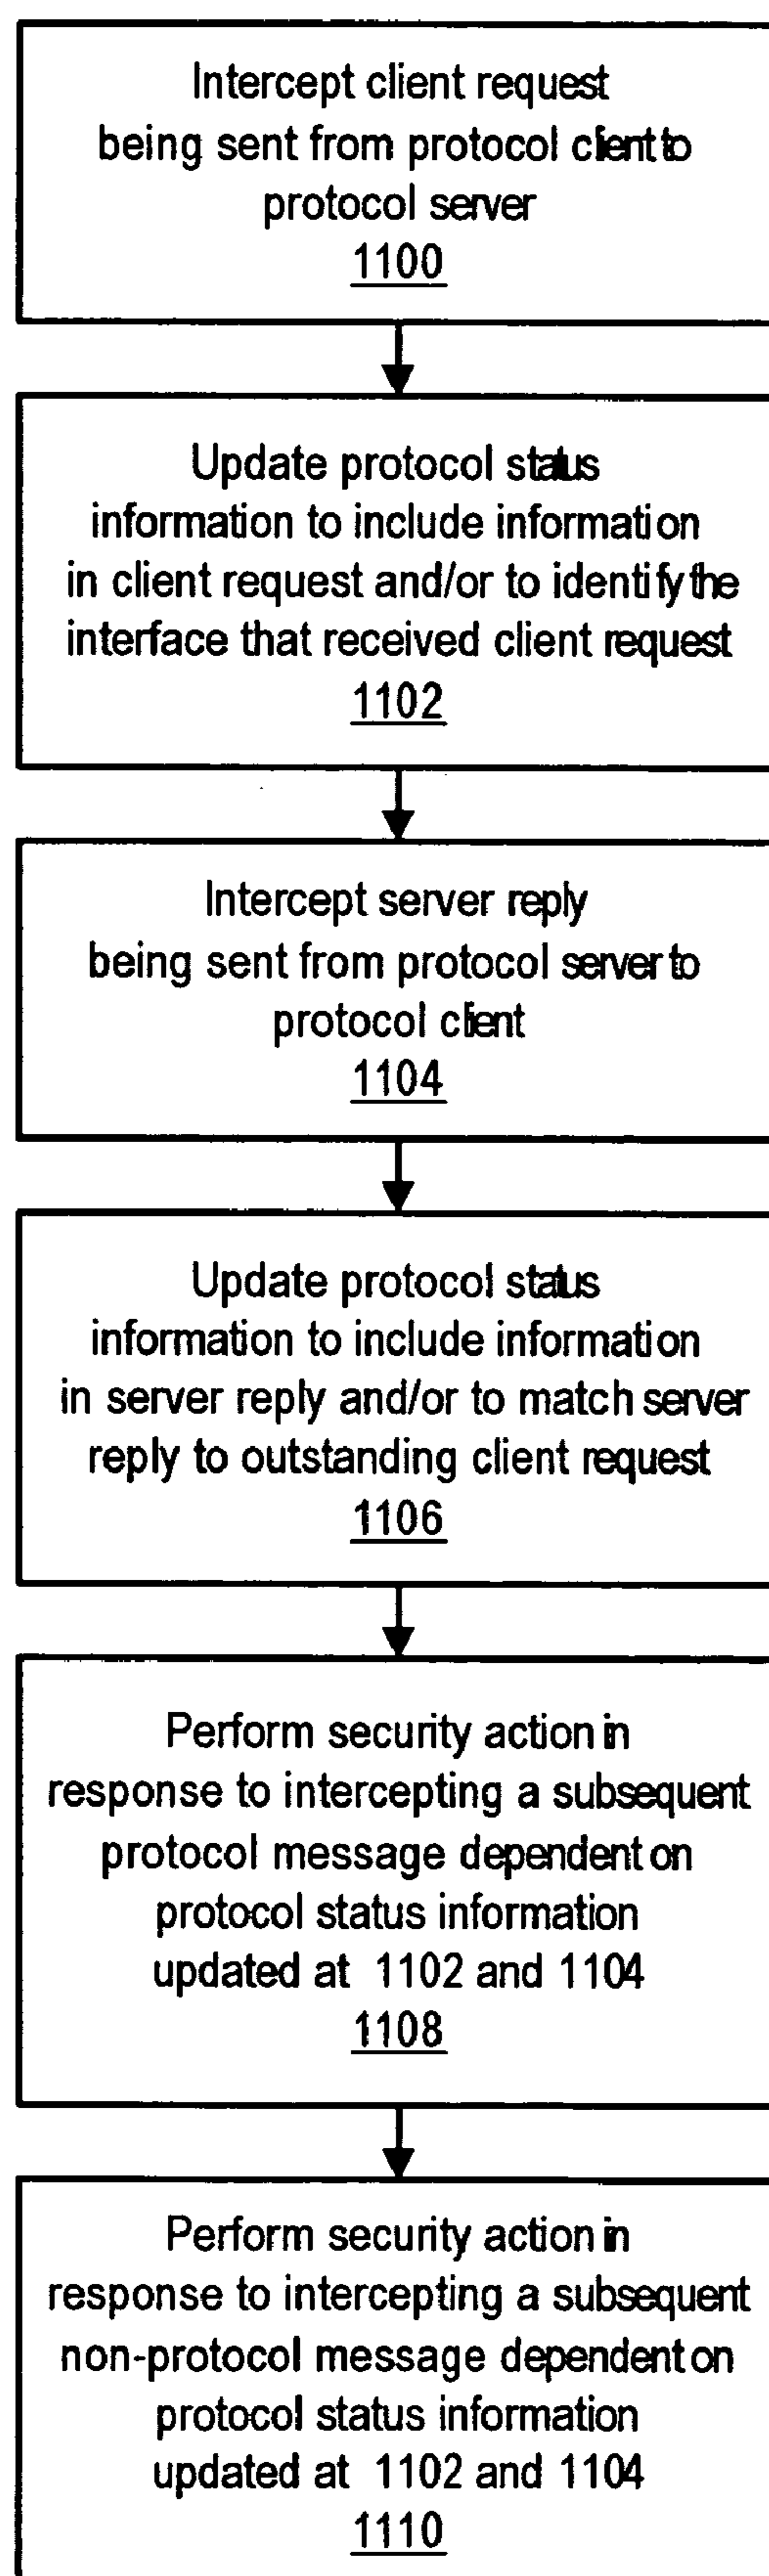 Intercept client request
being sent from protocol client to
protocol server
1100
Update protocol status
information to include information
in client request and/or to identify the
interface that received client request
1102
Intercept server reply
being sent from protocol server to
protocol client
1104
Update protocol status
information to include information
in server reply and/or to match server
reply to outstanding client request
1106
Perform security action in
response to intercepting a subsequent
protocol message dependent on
protocol status information
updated at 1102 and 1104
1108
Perform security action in
response to intercepting a subsequent
non-protocol message dependent on
protocol status information
updated at 1102 and 1104
1110